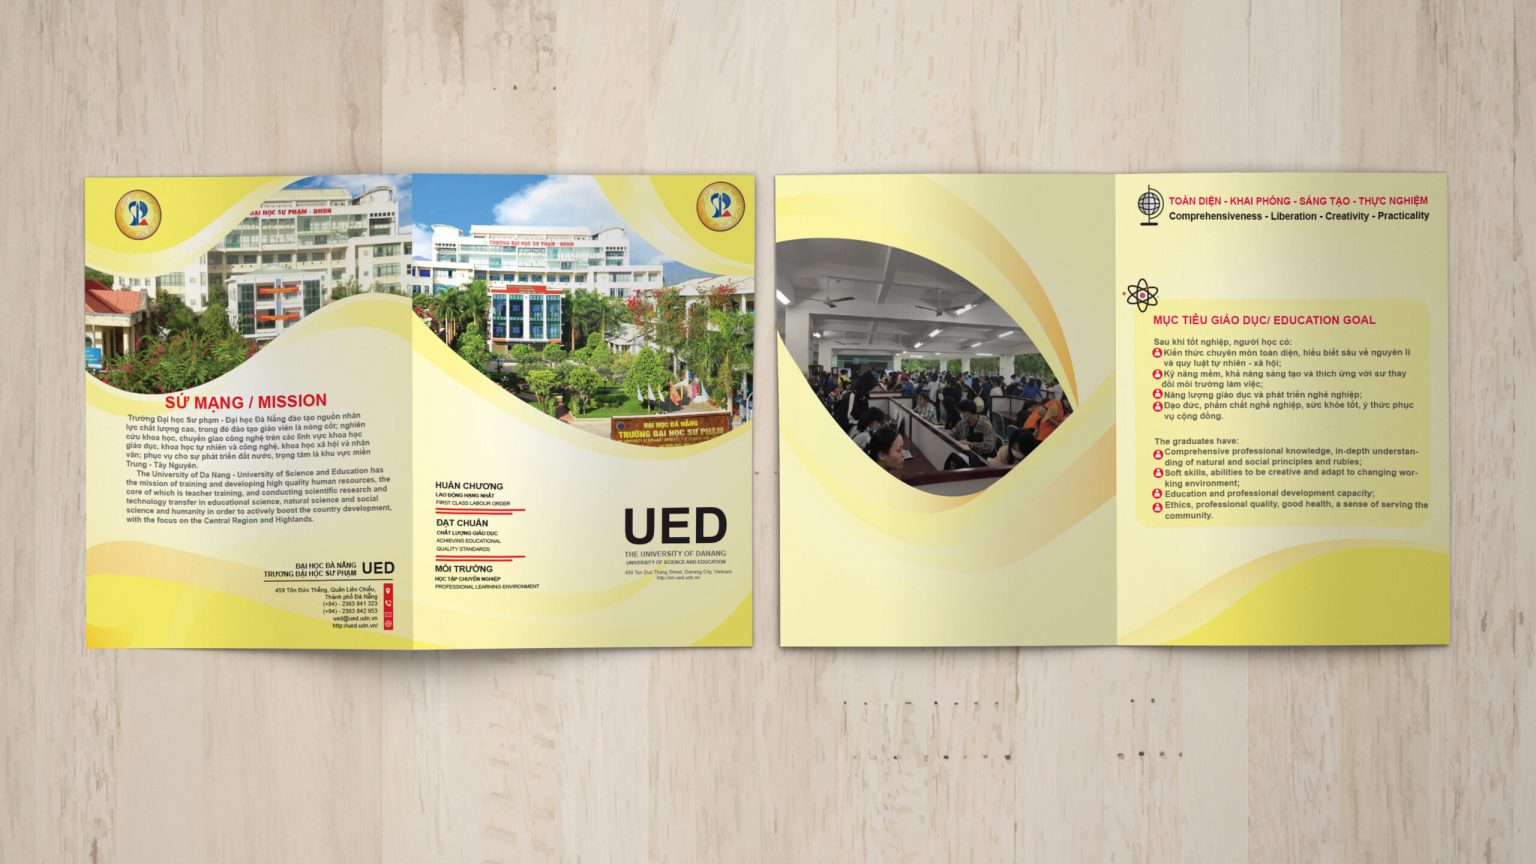 ĐẠI HỌC SƯ PHẠM - ĐHĐN
SỨ MẠNG / MISSION
Trường Đại học Sư phạm - Đại học Đà Nẵng đào tạo nguồn nhân
lực chất lượng cao, trong đó đào tạo giáo viên là nòng cốt; nghiên
cứu khoa học, chuyển giao công nghệ trên các lĩnh vực khoa học
giáo dục, khoa học tự nhiên và công nghệ, khoa học xã hội và nhân
văn; phục vụ cho sự phát triển đất nước, trọng tâm là khu vực miền
Trung - Tây Nguyên.
The University of Da Nang - University of Science and Education has
the mission of training and developing high quality human resources, the
core of which is teacher training, and conducting scientific research and
technology transfer in educational science, natural science and social
science and humanity in order to actively boost the country development,
with the focus on the Central Region and Highlands.
ĐẠI HỌC ĐÀ NẴNG
TRƯỜNG ĐẠI HỌC SƯ PHẠM UED
459 Tôn Đức Thắng, Quận Liên Chiểu,
Thành phố Đà Nẵng
(+84) - 2363 841 323
(+84) - 2363 842 953
ued@ued.udn.vn
http://ued.udn.vn/
TRƯỜNG ĐẠI HỌC SƯ PHẠM - ĐHĐN
ĐẠI HỌC ĐÀ NẴNG
TRƯỜNG ĐẠI HỌC SƯ PHẠM
HUÂN CHƯƠNG
LAO ĐỘNG HẠNG NHẤT
FIRST CLASS LABOUR ORDER
ĐẠT CHUẨN
CHẤT LƯỢNG GIÁO DỤC
ACHIEVING EDUCATIONAL
QUALITY STANDARDS
MÔI TRƯỜNG
HỌC TẬP CHUYÊN NGHIỆP
PROFESSIONAL LEARNING ENVIRONMENT
UED
THE UNIVERSITY OF DANANG
UNIVERSITY OF SCIENCE AND EDUCATION
459 Ton Duc Thang Street, Danang City, Vietnam
http://en.ued.udn.vn
TOÀN DIỆN - KHAI PHÓNG - SÁNG TẠO - THỰC NGHIỆM
Comprehensiveness - Liberation - Creativity - Practicality
MỤC TIÊU GIÁO DỤC/ EDUCATION GOAL
Sau khi tốt nghiệp, người học có:
Kiến thức chuyên môn toàn diện, hiểu biết sâu về nguyên lí
và quy luật tự nhiên - xã hội;
Kỹ năng mềm, khả năng sáng tạo và thích ứng với sự thay
đổi môi trường làm việc;
Năng lượng giáo dục và phát triển nghề nghiệp;
Đạo đức, phẩm chất nghề nghiệp, sức khỏe tốt, ý thức phục
vụ cộng đồng.
The graduates have:
Comprehensive professional knowledge, in-depth understan-
ding of natural and social principles and rubies;
Soft skills, abilities to be creative and adapt to changing wor-
king environment;
Education and professional development capacity;
Ethics, professional quality, good health, a sense of serving the
community.